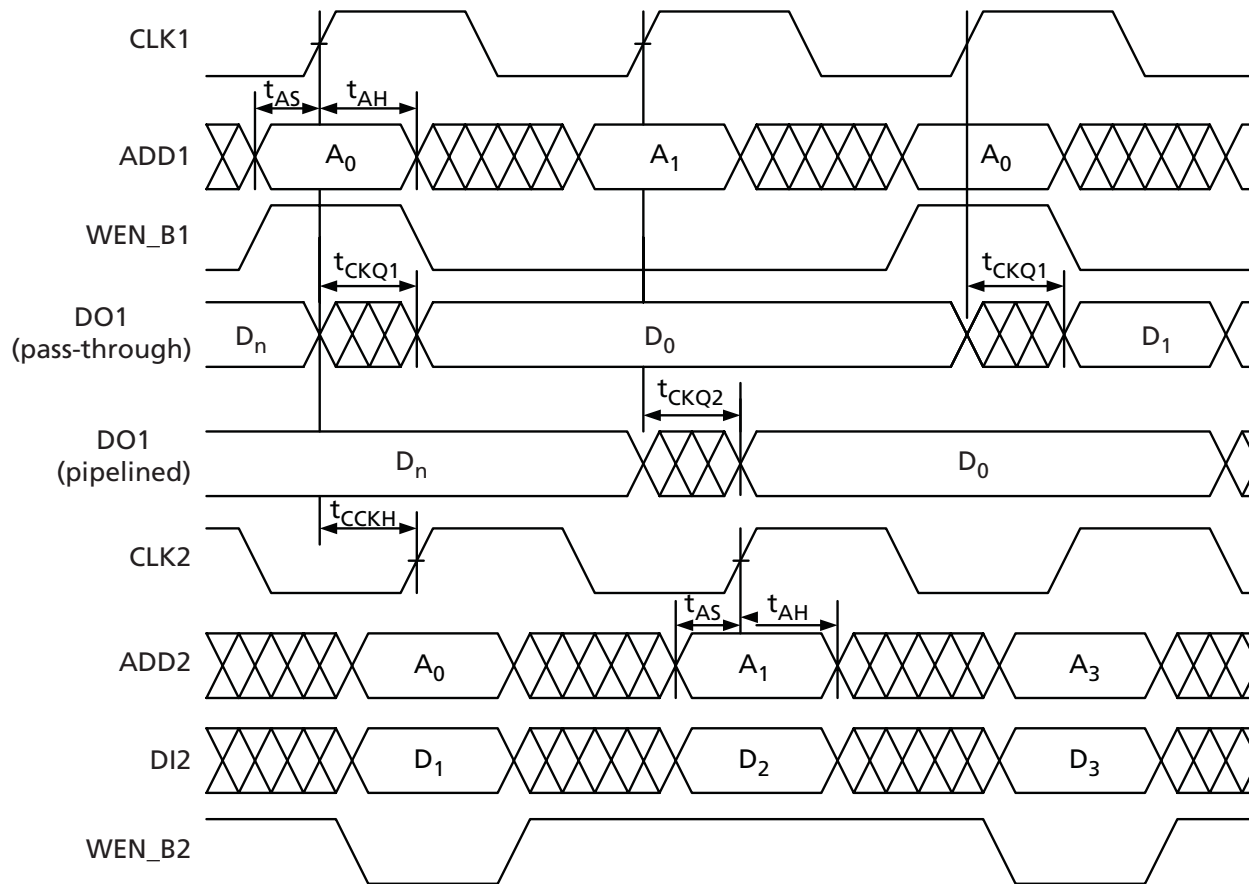 CLK1
tAS tAH
ADD1 A0 A1 A0
WEN_B1
tCKQ1 tCKQ1
DO1
(pass-through) Dn D0 D1
tCKQ2
DO1
(pipelined) Dn D0
tCCKH
CLK2
tAS tAH
ADD2 A0 A1 A3
DI2 D1 D2 D3
WEN_B2